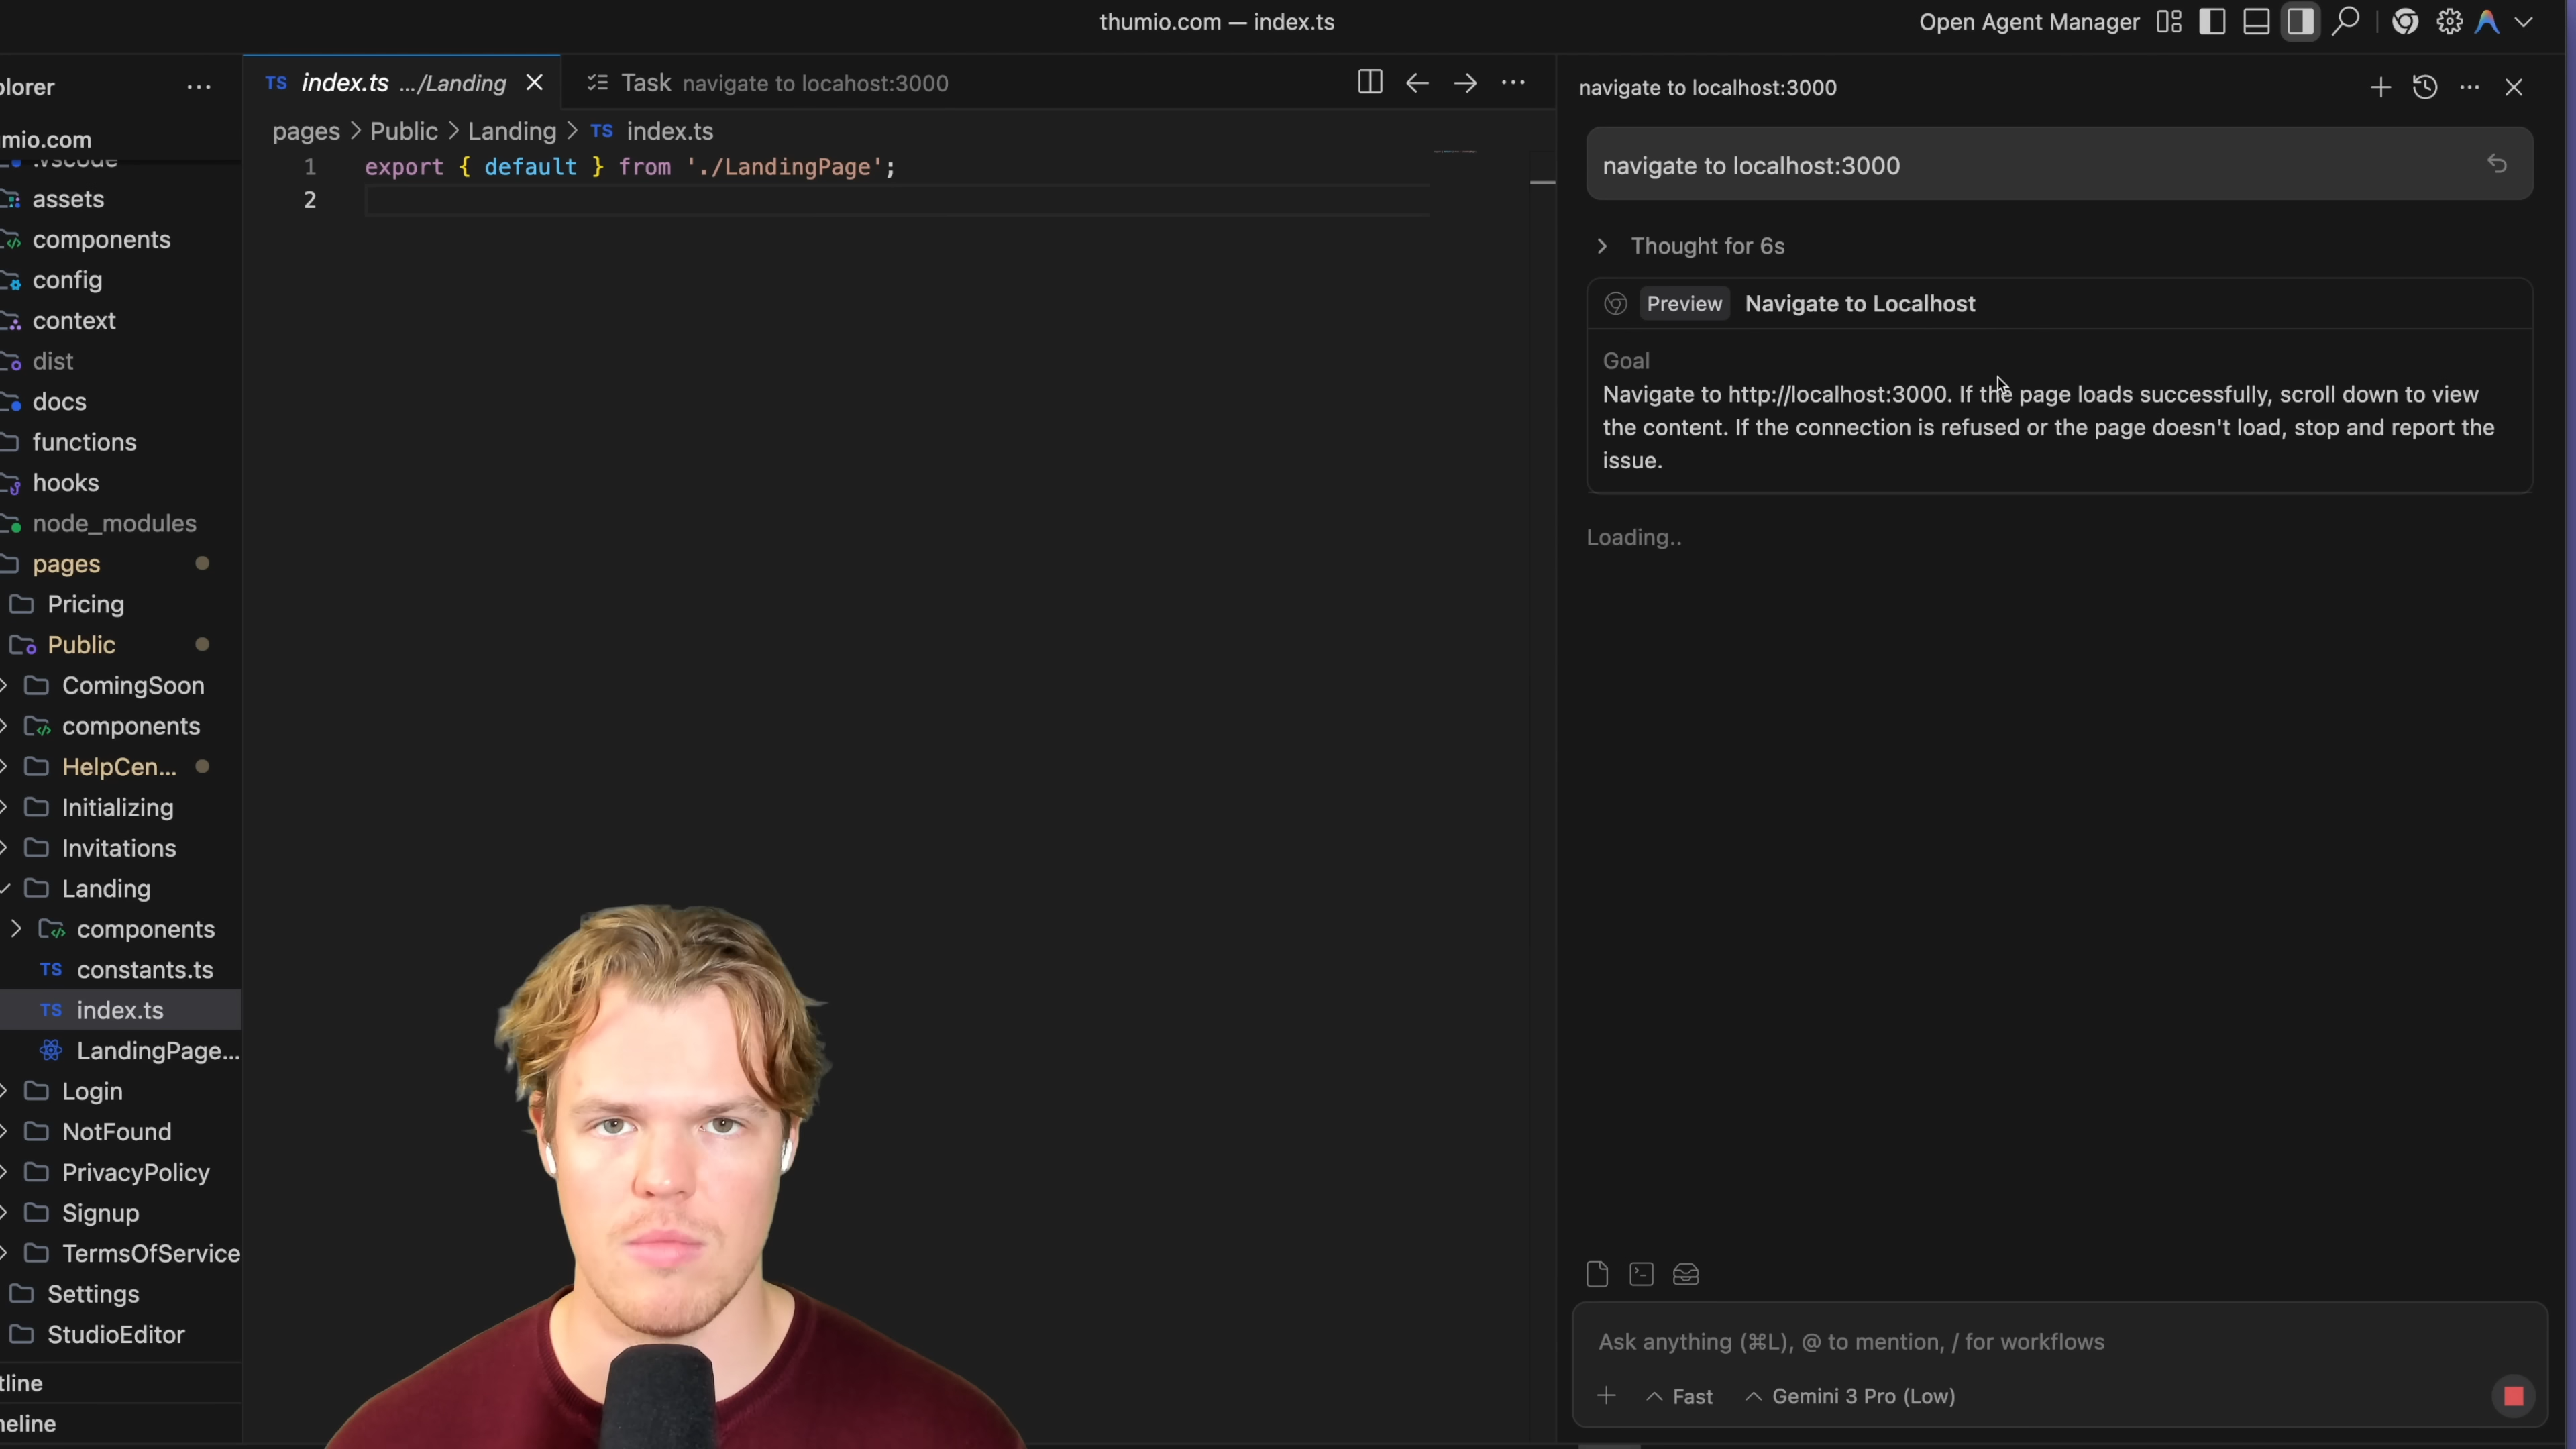 thumio.com — index.ts
Open Agent Manager
plorer
mio.com
.vscode
assets
components
config
context
dist
docs
functions
hooks
node_modules
pages
Pricing
Public
ComingSoon
components
HelpCen...
Initializing
Invitations
Landing
components
TS constants.ts
TS index.ts
LandingPage...
Login
NotFound
PrivacyPolicy
Signup
TermsOfService
Settings
StudioEditor
tline
neline
TS index.ts .../Landing
Task navigate to locahost:3000
pages > Public > Landing > TS index.ts
1 export { default } from './LandingPage';
2
navigate to localhost:3000
navigate to localhost:3000
Thought for 6s
Preview Navigate to Localhost
Goal
Navigate to http://localhost:3000. If the page loads successfully, scroll down to view
the content. If the connection is refused or the page doesn't load, stop and report the
issue.
Loading..
Ask anything (⌘L), @ to mention, / for workflows
Fast
Gemini 3 Pro (Low)